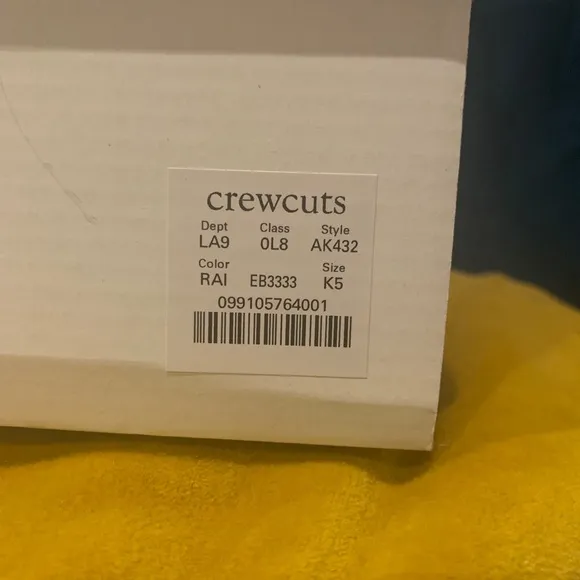 crewcuts
Dept Class Style
LA9 0L8 AK432
Color Size
RAI EB3333 K5
099105764001